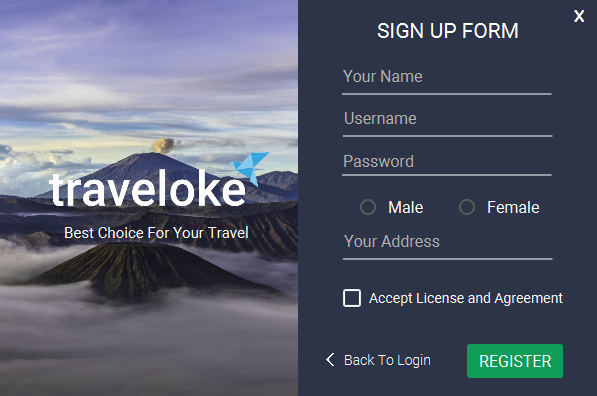 traveloke
Best Choice For Your Travel
X
SIGN UP FORM
Your Name
Username
Password
Male
Female
Your Address
Accept License and Agreement
Back To Login
REGISTER